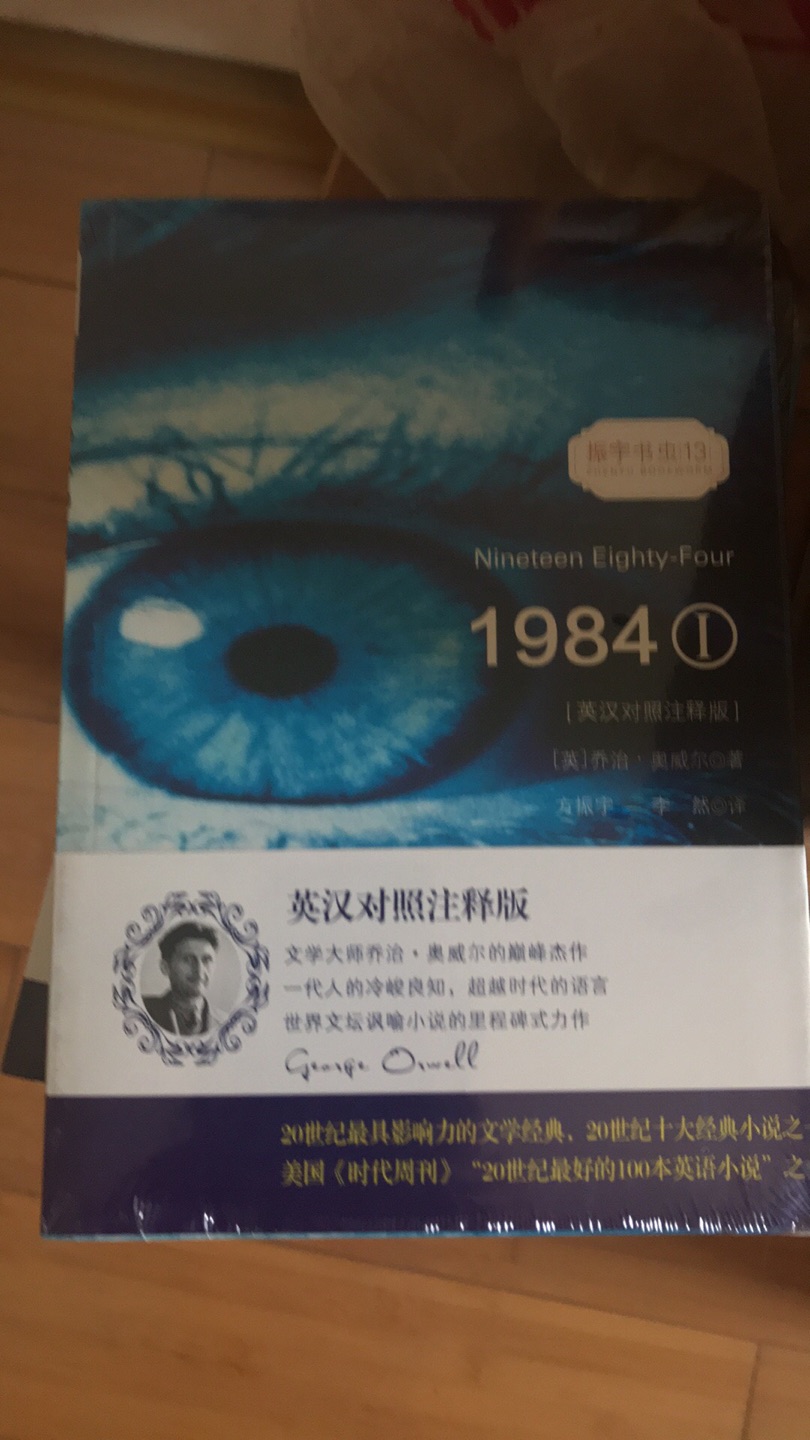 振宇书虫 13
ZHENYU BOOKWORM
Nineteen Eighty-Four
1984 Ⅰ
[英汉对照注释版]
[英]乔治·奥威尔◎著
方振宇 李 然◎译
英汉对照注释版
文学大师乔治·奥威尔的巅峰杰作
一代人的冷峻良知，超越时代的语言
世界文坛讽喻小说的里程碑式力作
George Orwell
20世纪最具影响力的文学经典、20世纪十大经典小说之
美国《时代周刊》“20世纪最好的100本英语小说”之